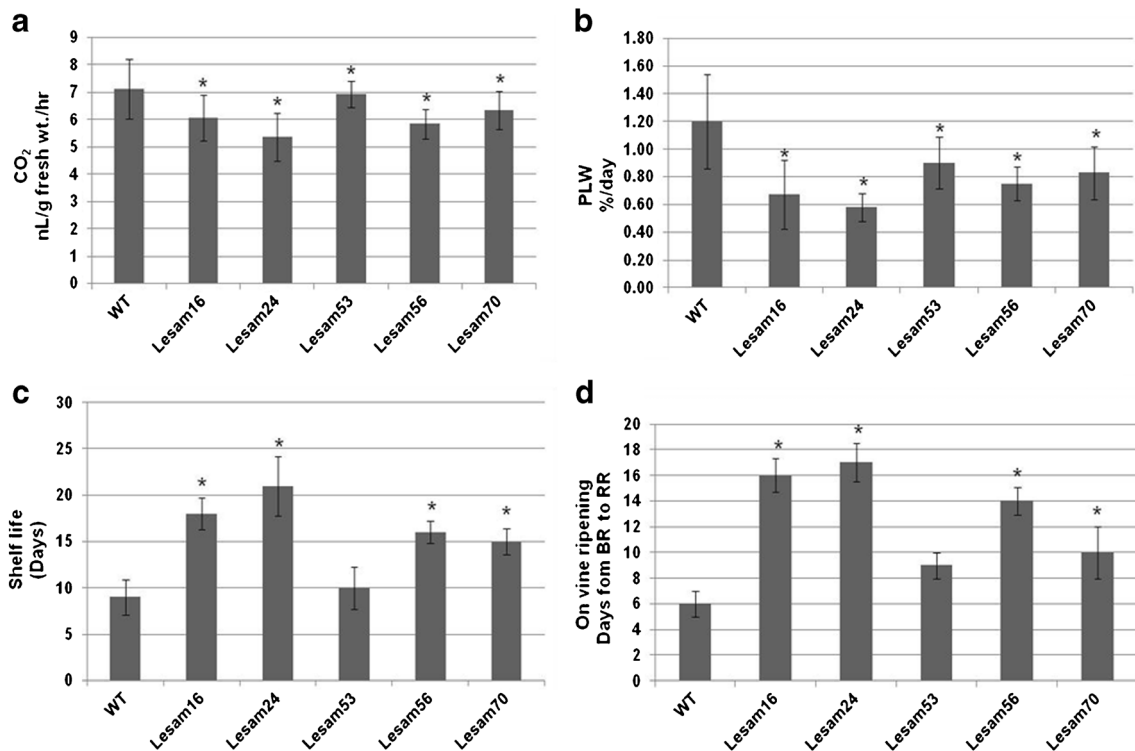 a
9
8
7
6
5
4
3
2
1
0
CO2
nL/g fresh wt./hr
*
*
*
*
*
WT
Lesam16
Lesam24
Lesam53
Lesam56
Lesam70
b
1.80
1.60
1.40
1.20
1.00
0.80
0.60
0.40
0.20
0.00
PLW
%/day
*
*
*
*
*
WT
Lesam16
Lesam24
Lesam53
Lesam56
Lesam70
c
30
25
20
15
10
5
0
Shelf life
(Days)
*
*
*
*
WT
Lesam16
Lesam24
Lesam53
Lesam56
Lesam70
d
20
18
16
14
12
10
8
6
4
2
0
On vine ripening
Days fom BR to RR
*
*
*
*
WT
Lesam16
Lesam24
Lesam53
Lesam56
Lesam70